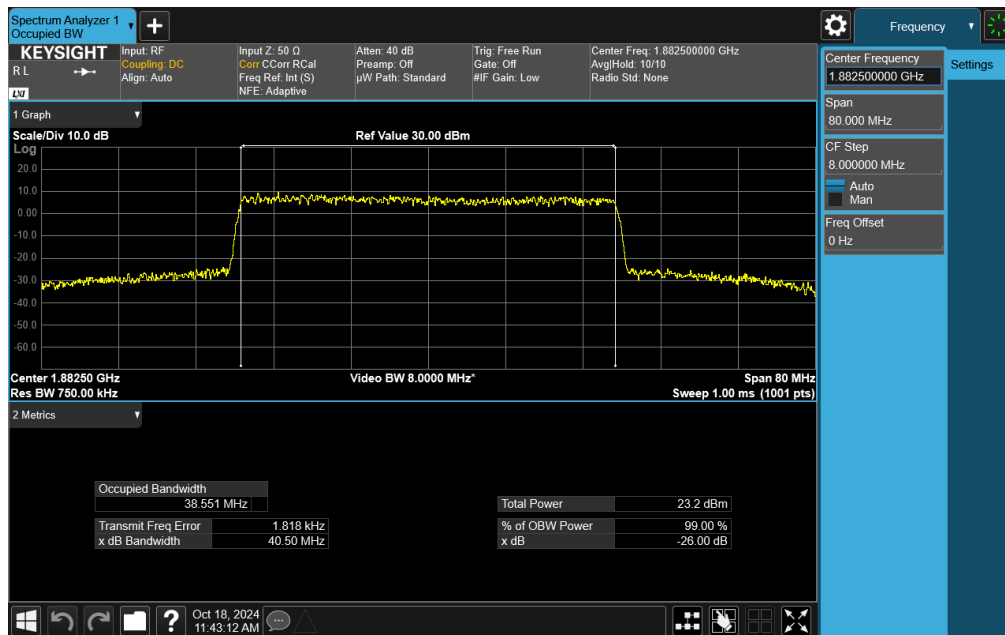 Spectrum Analyzer 1
Occupied BW
Frequency
KEYSIGHT
R L
LXI
Input: RF
Coupling: DC
Align: Auto
Input Z: 50 Ω
Corr CCorr RCal
Freq Ref: Int (S)
NFE: Adaptive
Atten: 40 dB
Preamp: Off
µW Path: Standard
Trig: Free Run
Gate: Off
#IF Gain: Low
Center Freq: 1.882500000 GHz
Avg|Hold: 10/10
Radio Std: None
Center Frequency
1.882500000 GHz
Settings
Span
80.000 MHz
CF Step
8.000000 MHz
Auto
Man
Freq Offset
0 Hz
1 Graph
Scale/Div 10.0 dB
Ref Value 30.00 dBm
Log
20.0
10.0
0.00
-10.0
-20.0
-30.0
-40.0
-50.0
-60.0
Center 1.88250 GHz
Video BW 8.0000 MHz*
Span 80 MHz
Res BW 750.00 kHz
Sweep 1.00 ms (1001 pts)
2 Metrics
Occupied Bandwidth
38.551 MHz
Total Power 23.2 dBm
Transmit Freq Error 1.818 kHz
% of OBW Power 99.00 %
x dB Bandwidth 40.50 MHz
x dB -26.00 dB
?
Oct 18, 2024
11:43:12 AM